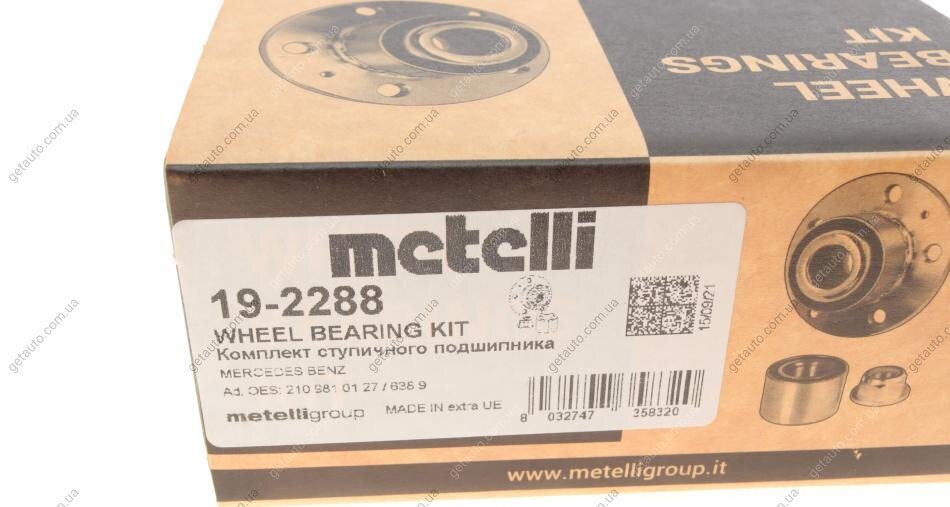 WHEEL
BEARINGS
KIT
metelli
19-2288
WHEEL BEARING KIT
Комплект ступичного подшипника
MERCEDES BENZ
Ad. OES: 210 981 01 27 / 638 9
metelligroup
MADE IN extra UE
15/09/21
8 032747 358320
www.metelligroup.it
getauto.com.ua